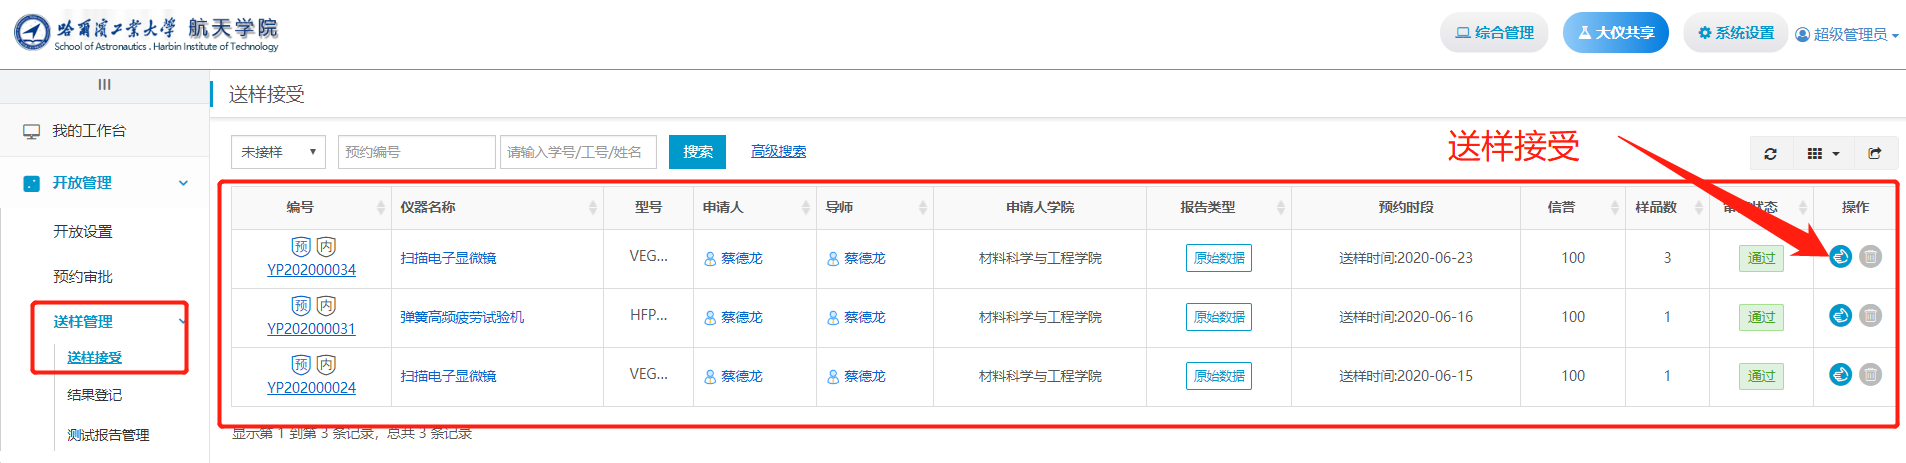 哈尔滨工业大学 航天学院
School of Astronautics . Harbin Institute of Technology
综合管理
大仪共享
系统设置
超级管理员
我的工作台
开放管理
开放设置
预约审批
送样管理
送样接受
结果登记
测试报告管理
送样接受
未接样
预约编号
请输入学号/工号/姓名
搜索
高级搜索
送样接受
编号 仪器名称 型号 申请人 导师 申请人学院 报告类型 预约时段 信誉 样品数 状态 操作
预 内
YP202000034 扫描电子显微镜 VEG... 蔡德龙 蔡德龙 材料科学与工程学院 原始数据 送样时间:2020-06-23 100 3 通过
预 内
YP202000031 弹簧高频疲劳试验机 HFP... 蔡德龙 蔡德龙 材料科学与工程学院 原始数据 送样时间:2020-06-16 100 1 通过
预 内
YP202000024 扫描电子显微镜 VEG... 蔡德龙 蔡德龙 材料科学与工程学院 原始数据 送样时间:2020-06-15 100 1 通过
显示第 1 到第 3 条记录，总共 3 条记录